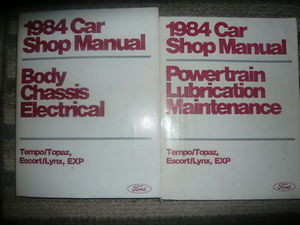 1984 Car
Shop Manual
Body
Chassis
Electrical
Tempo/Topaz,
Escort/Lynx, EXP
Ford
1984 Car
Shop Manual
Powertrain
Lubrication
Maintenance
Tempo/Topaz,
Escort/Lynx, EXP
Ford